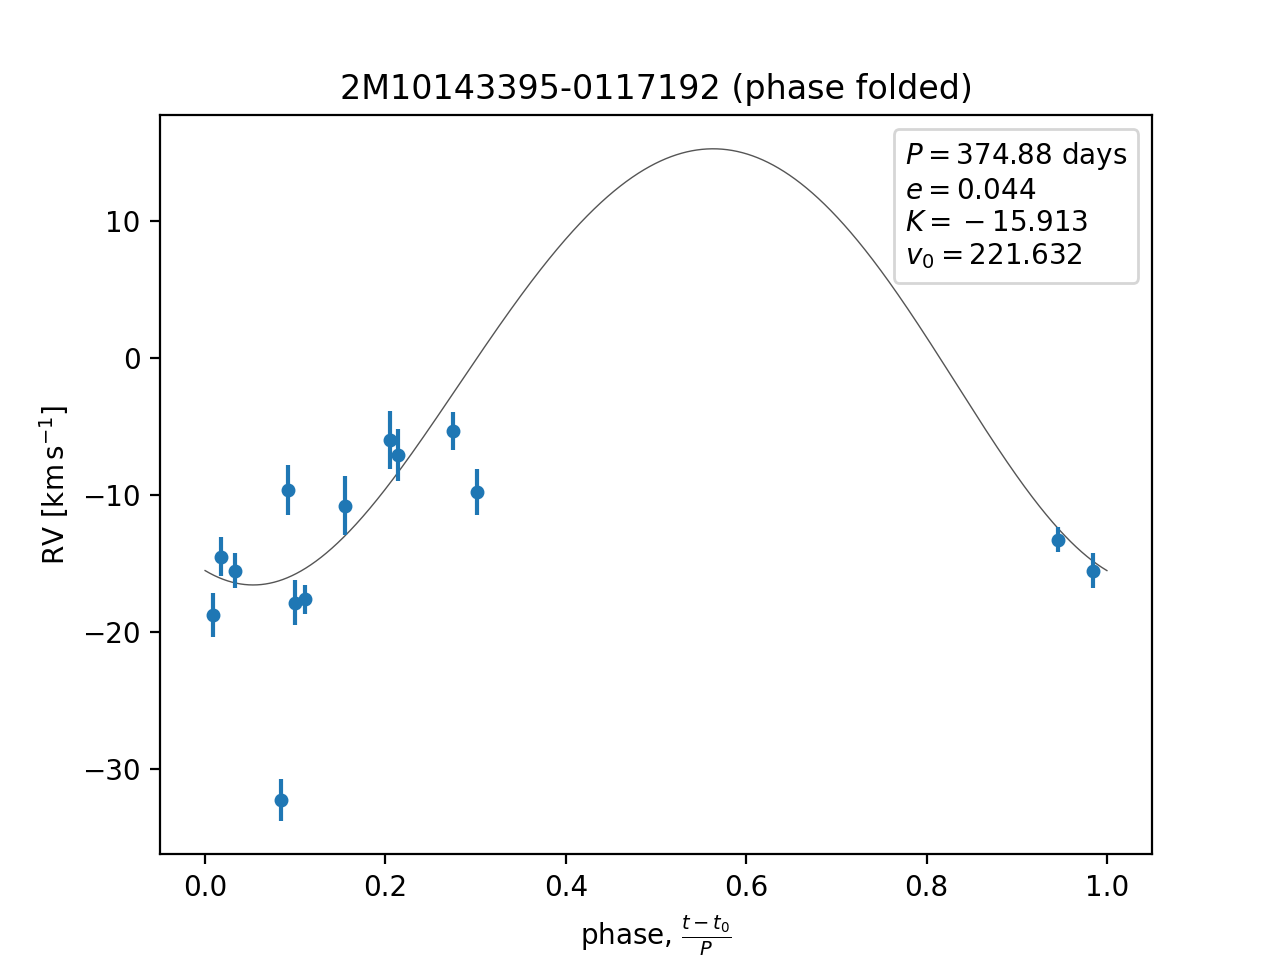 2M10143395-0117192 (phase folded)
P = 374.88 days
e = 0.044
K = −15.913
v₀ = 221.632
RV [km s⁻¹]
10
0
−10
−20
−30
0.0 0.2 0.4 0.6 0.8 1.0
phase, (t − t₀)/P